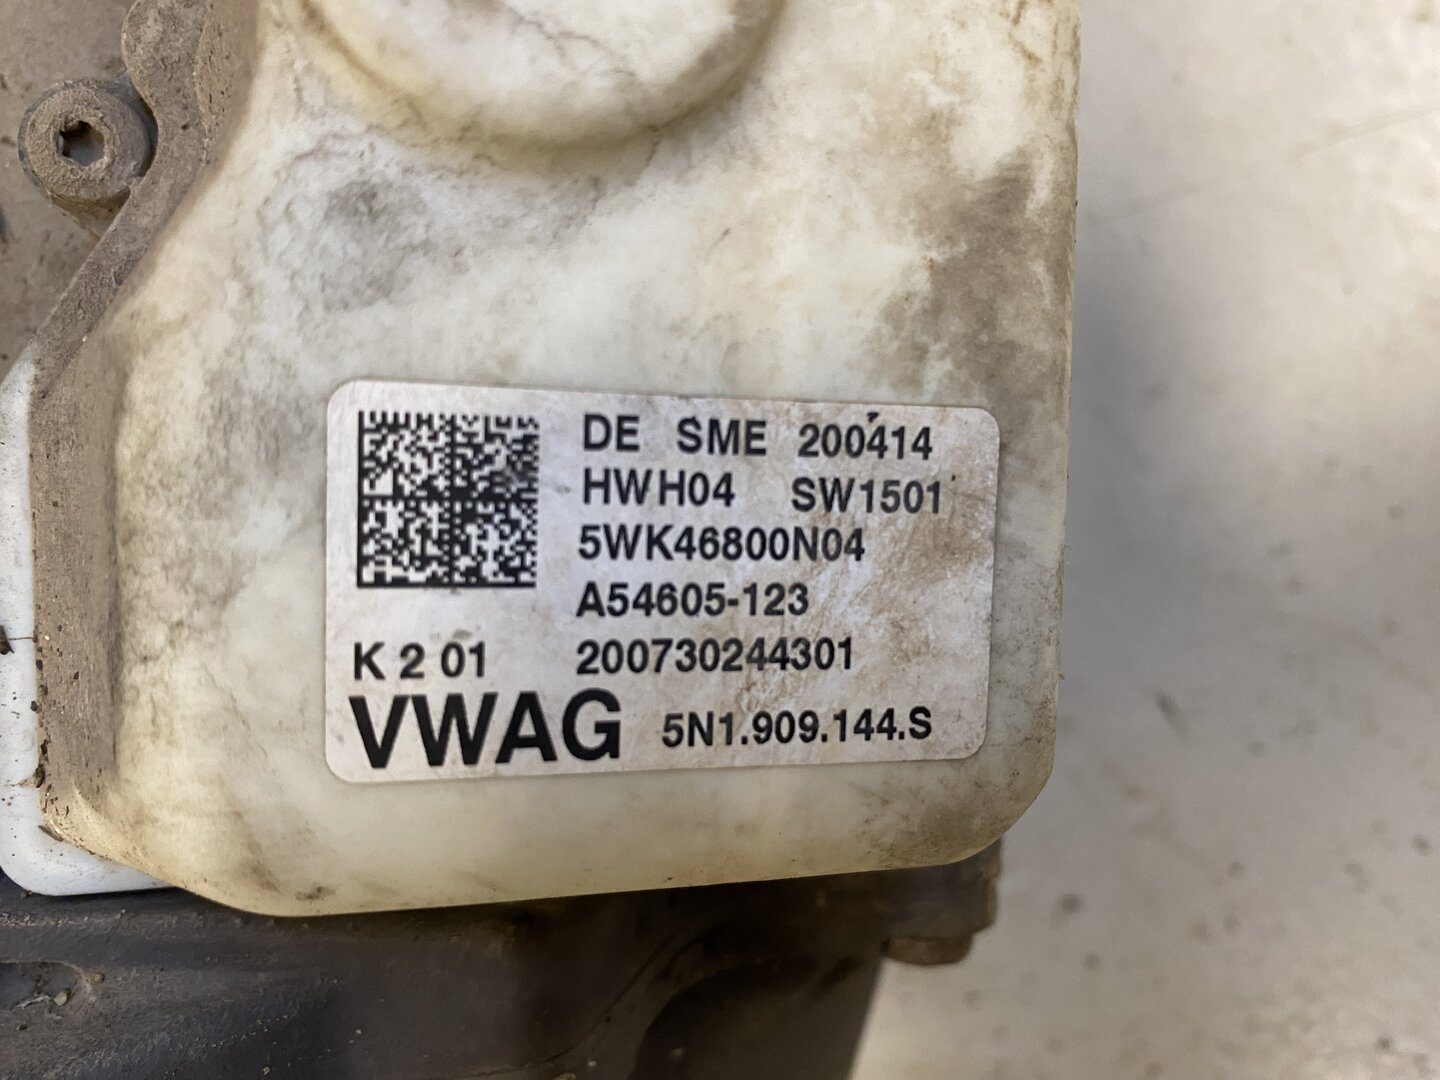 DE SME 200414
HWH04 SW1501
5WK46800N04
A54605-123
K 2 01 200730244301
VWAG 5N1.909.144.S